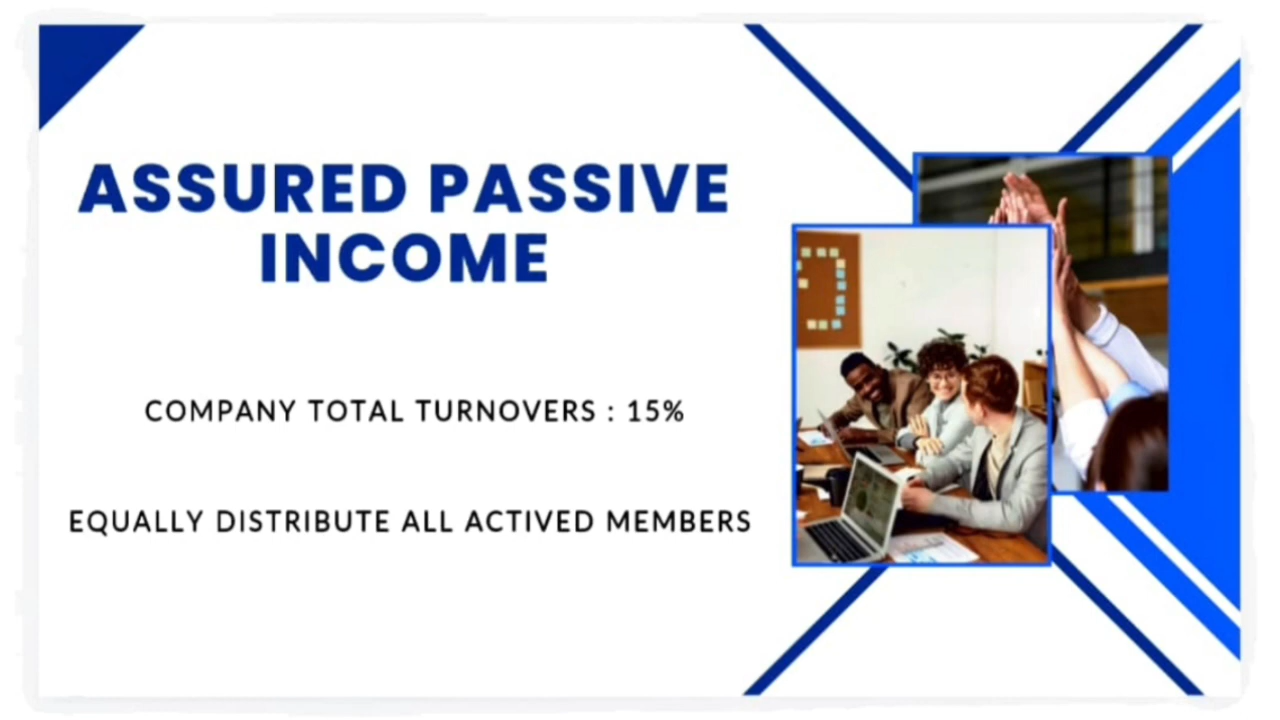 ASSURED PASSIVE
INCOME
COMPANY TOTAL TURNOVERS : 15%
EQUALLY DISTRIBUTE ALL ACTIVED MEMBERS